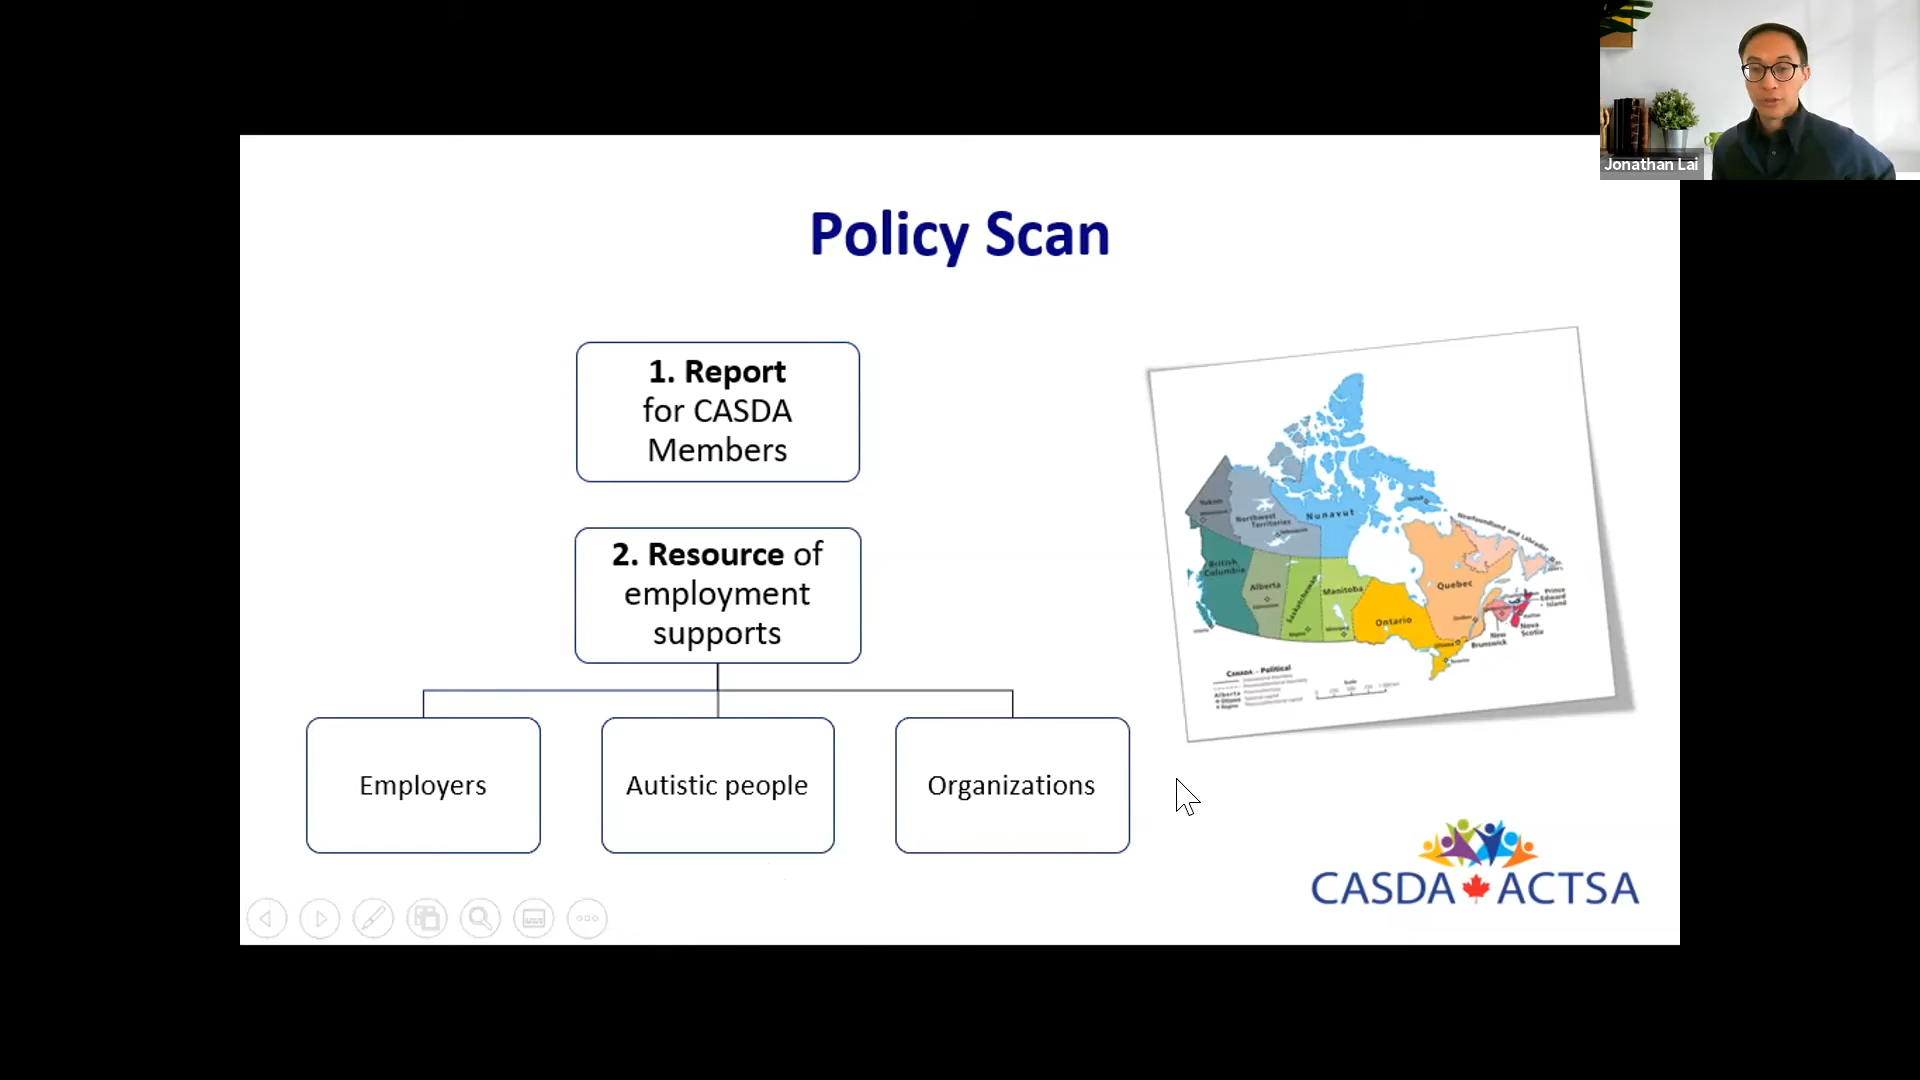 Jonathan Lai
Policy Scan
1. Report
for CASDA
Members
2. Resource of
employment
supports
Employers
Autistic people
Organizations
Yukon
Northwest
Territories
Nunavut
British
Columbia
Alberta
Saskatchewan
Manitoba
Ontario
Quebec
Newfoundland and Labrador
Prince
Edward
Island
Nova
Scotia
New
Brunswick
CANADA - Political
Scale
CASDA ACTSA